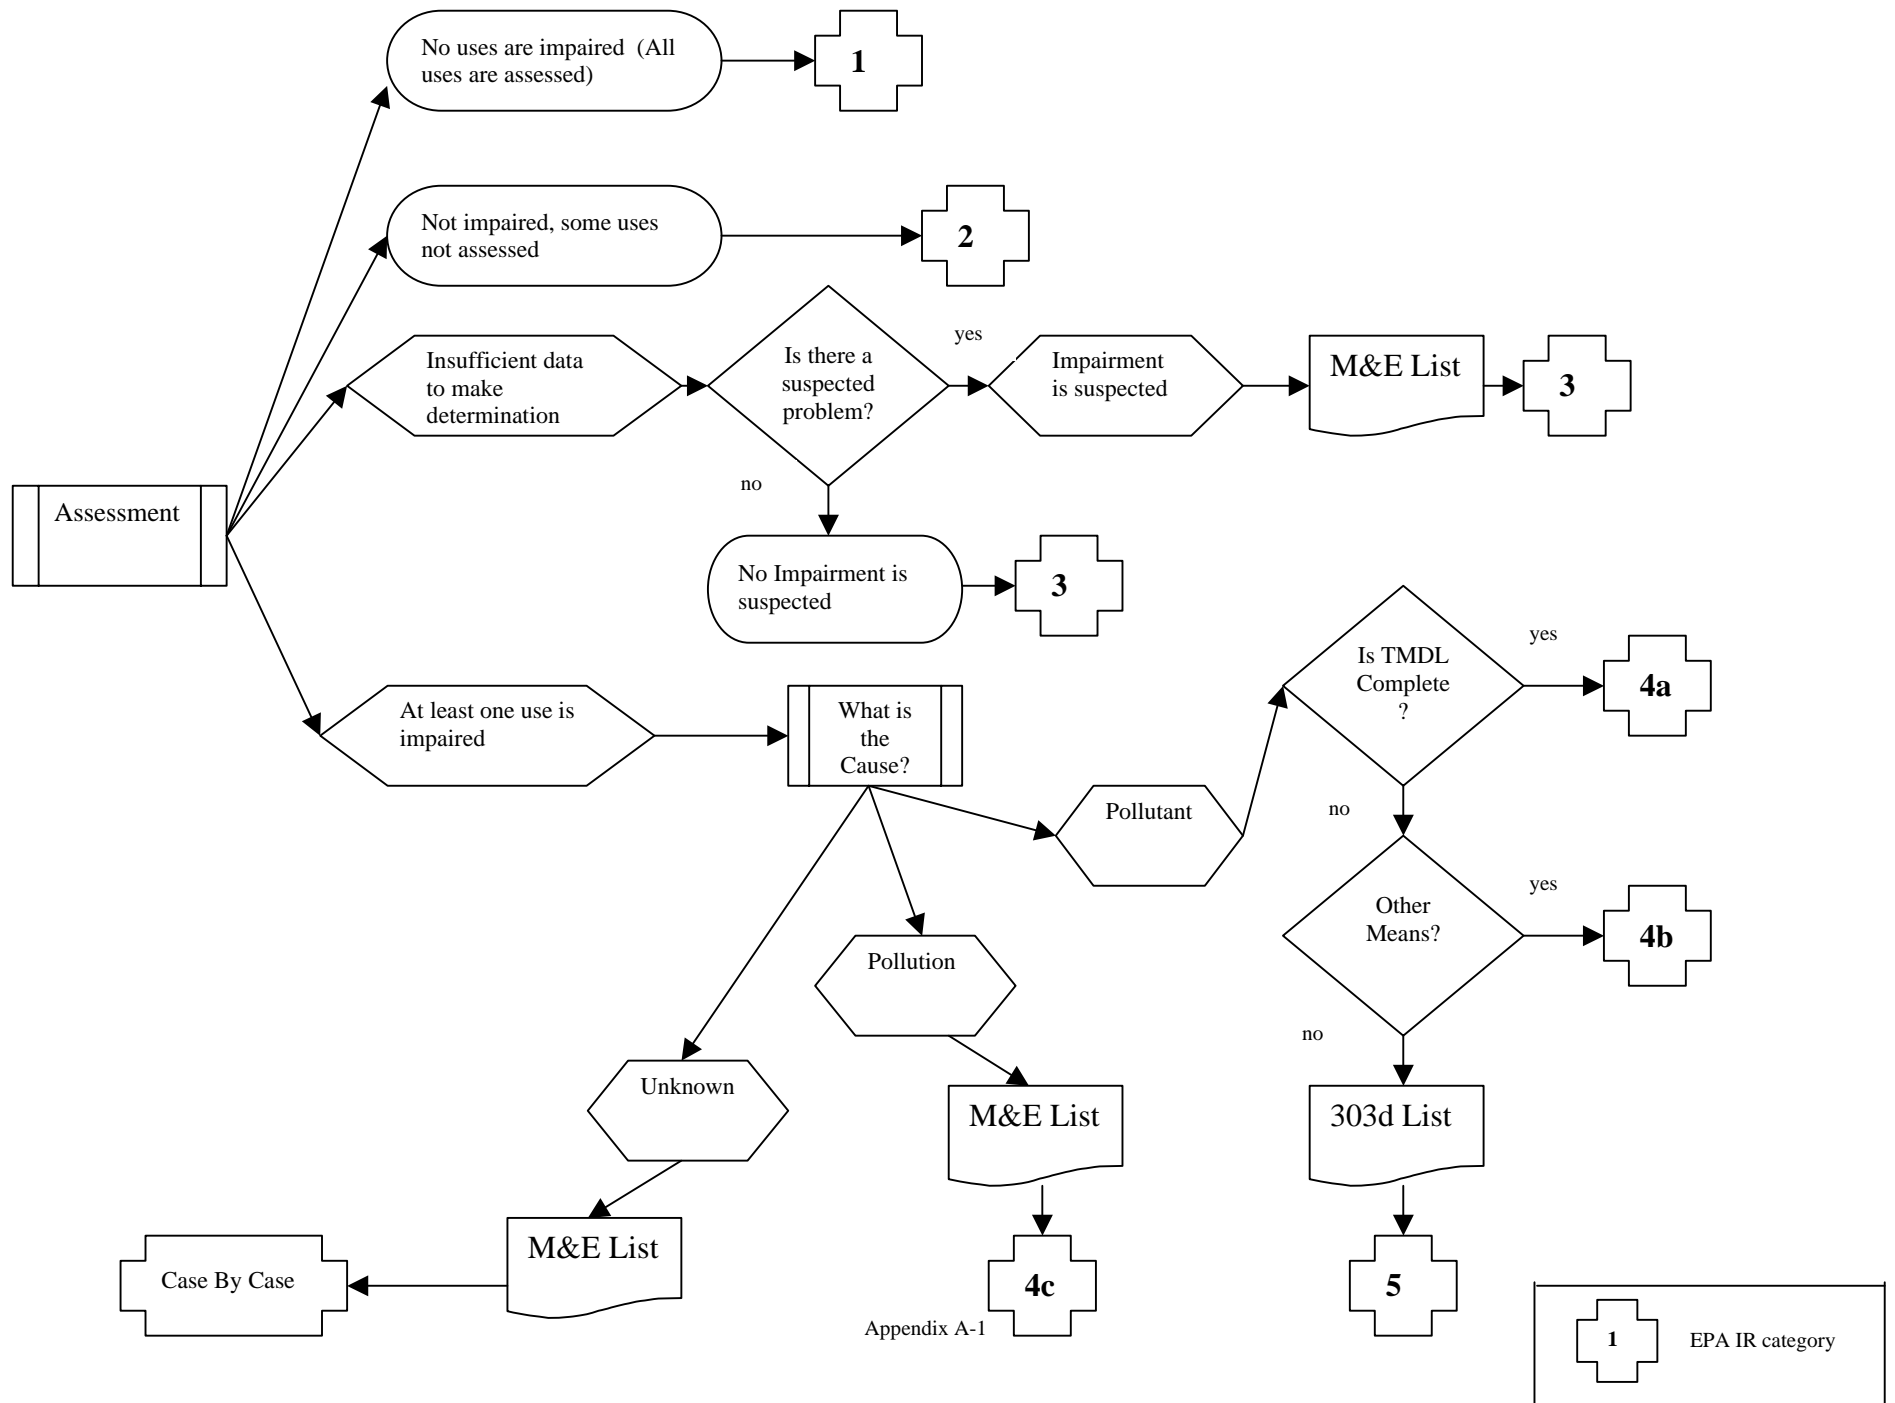 No uses are impaired  (All
uses are assessed)
1
Not impaired, some uses
not assessed
2
Insufficient data
to make
determination
Is there a
suspected
problem?
yes
Impairment
is suspected
M&E List
3
no
Assessment
No Impairment is
suspected
3
At least one use is
impaired
What is
the
Cause?
Is TMDL
Complete
?
yes
4a
no
Pollutant
Other
Means?
yes
4b
no
Pollution
Unknown
M&E List
303d List
M&E List
Case By Case
4c
5
Appendix A-1
1
EPA IR category